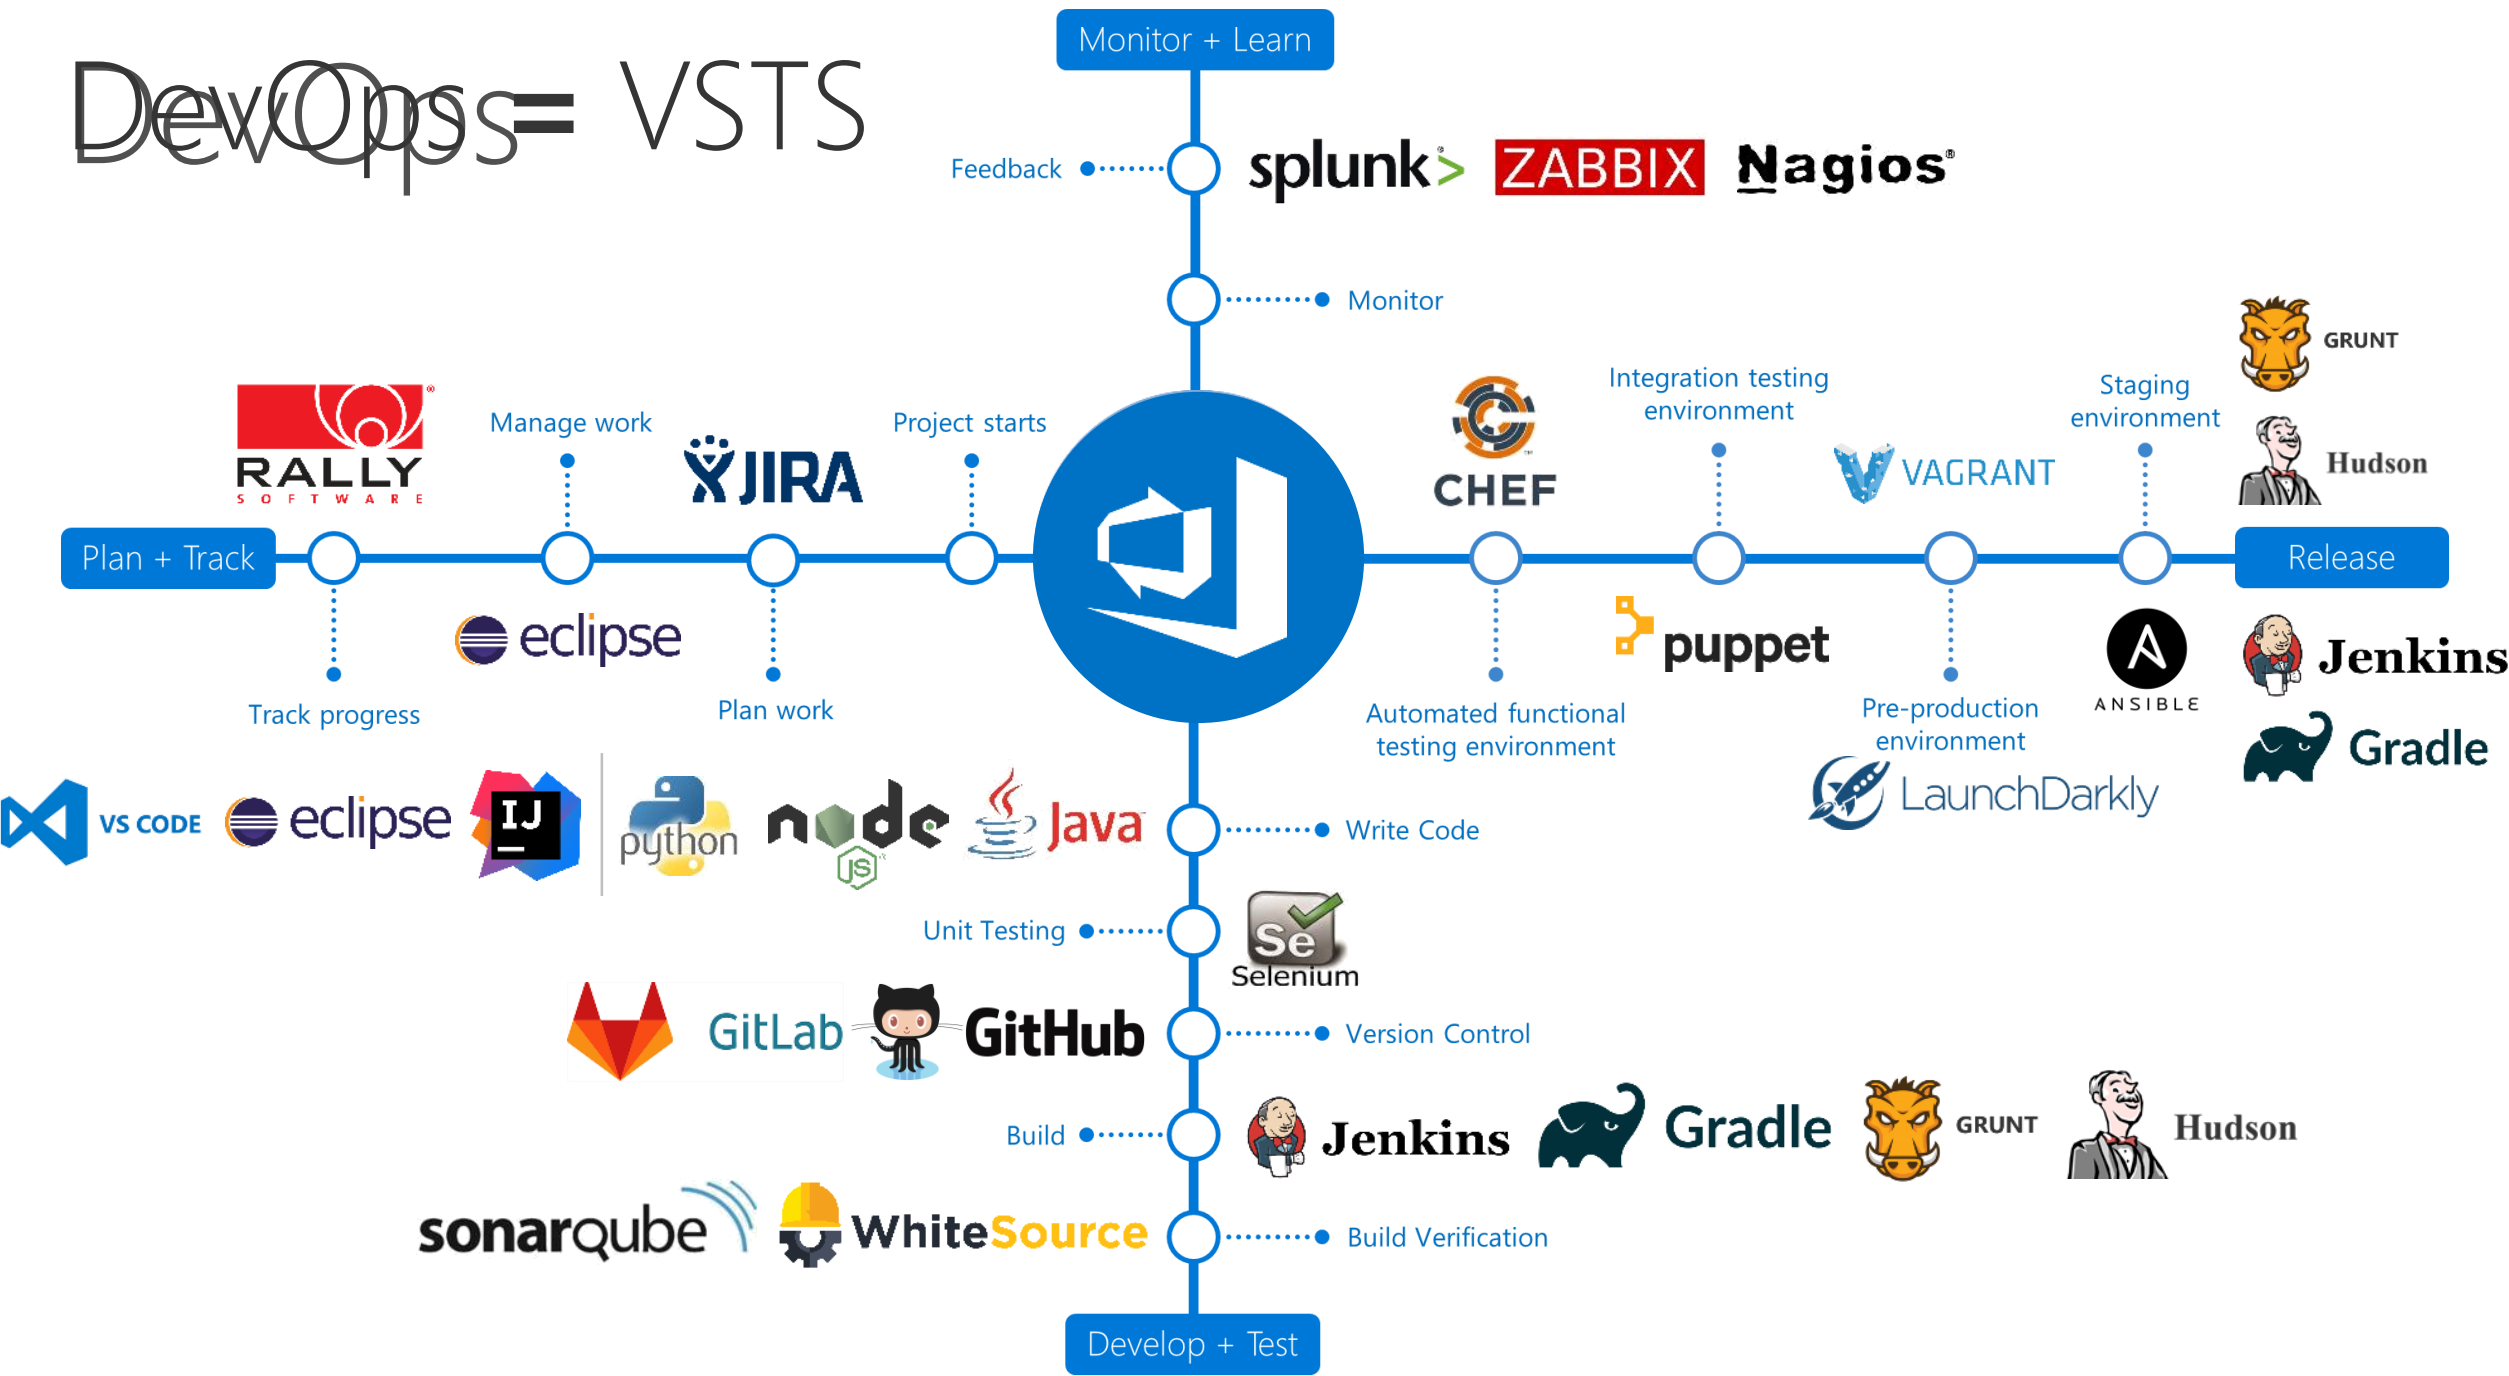 Monitor + Learn
DevOps = VSTS
DevOps
Feedback
splunk>
ZABBIX
Nagios®
Monitor
GRUNT
Integration testing
environment
Staging
environment
RALLY
SOFTWARE
Manage work
JIRA
Project starts
CHEF
VAGRANT
Hudson
Plan + Track
Release
eclipse
puppet
ANSIBLE
Jenkins
Track progress
Plan work
Automated functional
testing environment
Pre-production
environment
Gradle
LaunchDarkly
VS CODE
eclipse
IJ
python
node
JS
Java
Write Code
Unit Testing
Se
Selenium
GitLab
GitHub
Version Control
Build
Jenkins
Gradle
GRUNT
Hudson
sonarqube
WhiteSource
Build Verification
Develop + Test